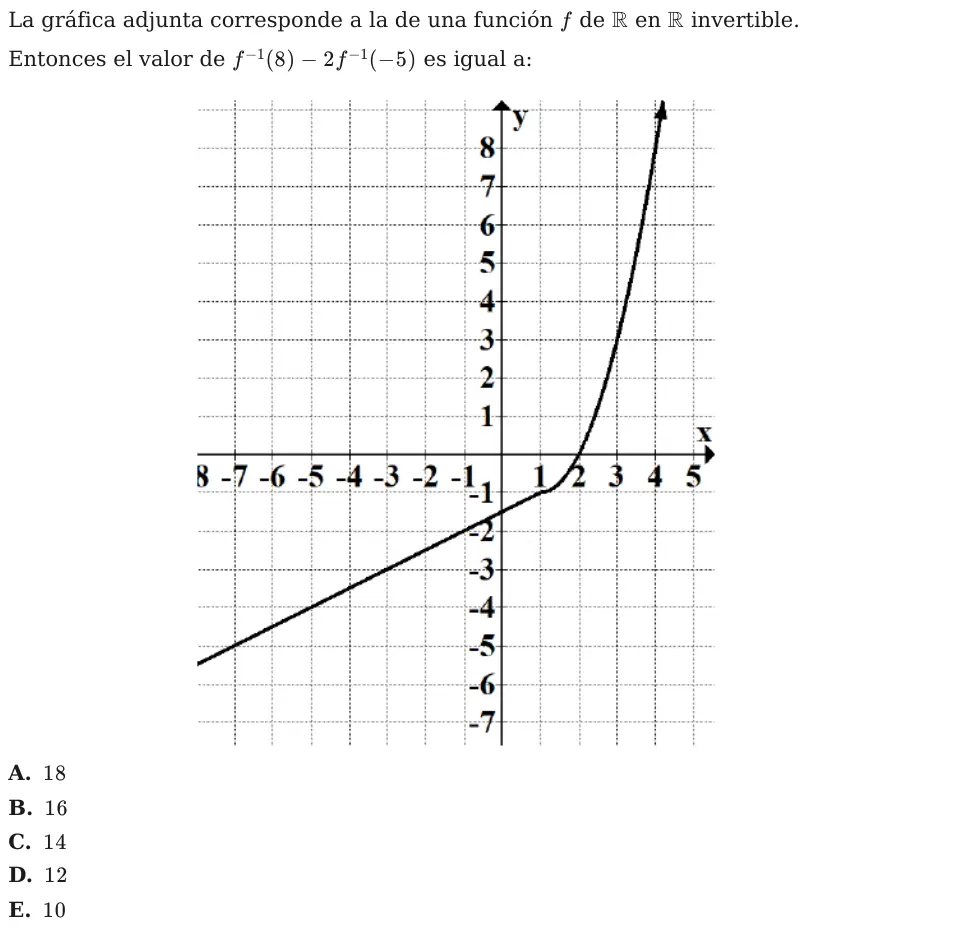 La gráfica adjunta corresponde a la de una función f de ℝ en ℝ invertible.
Entonces el valor de f⁻¹(8) − 2f⁻¹(−5) es igual a:
y
8
7
6
5
4
3
2
1
x
8 -7 -6 -5 -4 -3 -2 -1 1 2 3 4 5
-1
-2
-3
-4
-5
-6
-7
A. 18
B. 16
C. 14
D. 12
E. 10